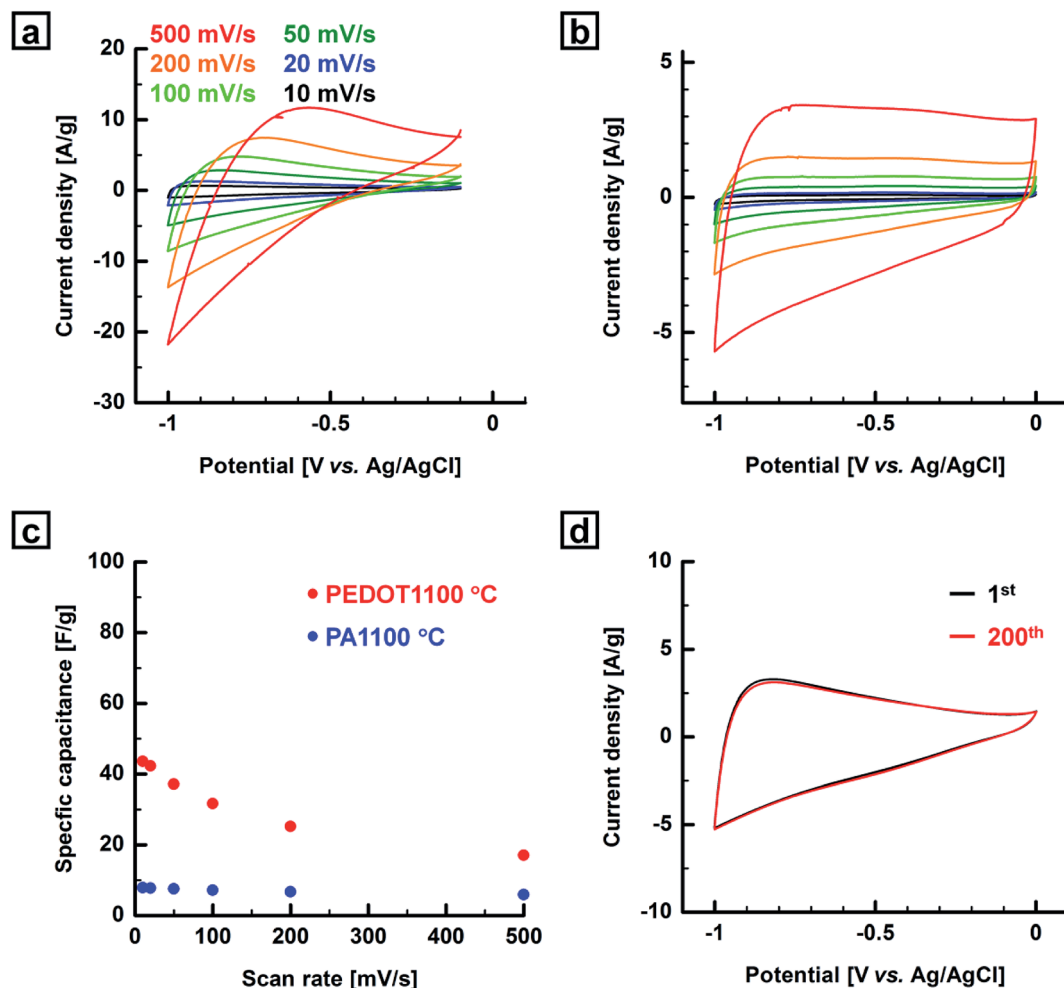 a
500 mV/s 50 mV/s
200 mV/s 20 mV/s
100 mV/s 10 mV/s
20
10
0
-10
-20
-30
Current density [A/g]
-1 -0.5 0
Potential [V vs. Ag/AgCl]
b
5
0
-5
Current density [A/g]
-1 -0.5 0
Potential [V vs. Ag/AgCl]
c
PEDOT1100 °C
PA1100 °C
100
80
60
40
20
0
Specfic capacitance [F/g]
0 100 200 300 400 500
Scan rate [mV/s]
d
1st
200th
10
5
0
-5
-10
Current density [A/g]
-1 -0.5 0
Potential [V vs. Ag/AgCl]